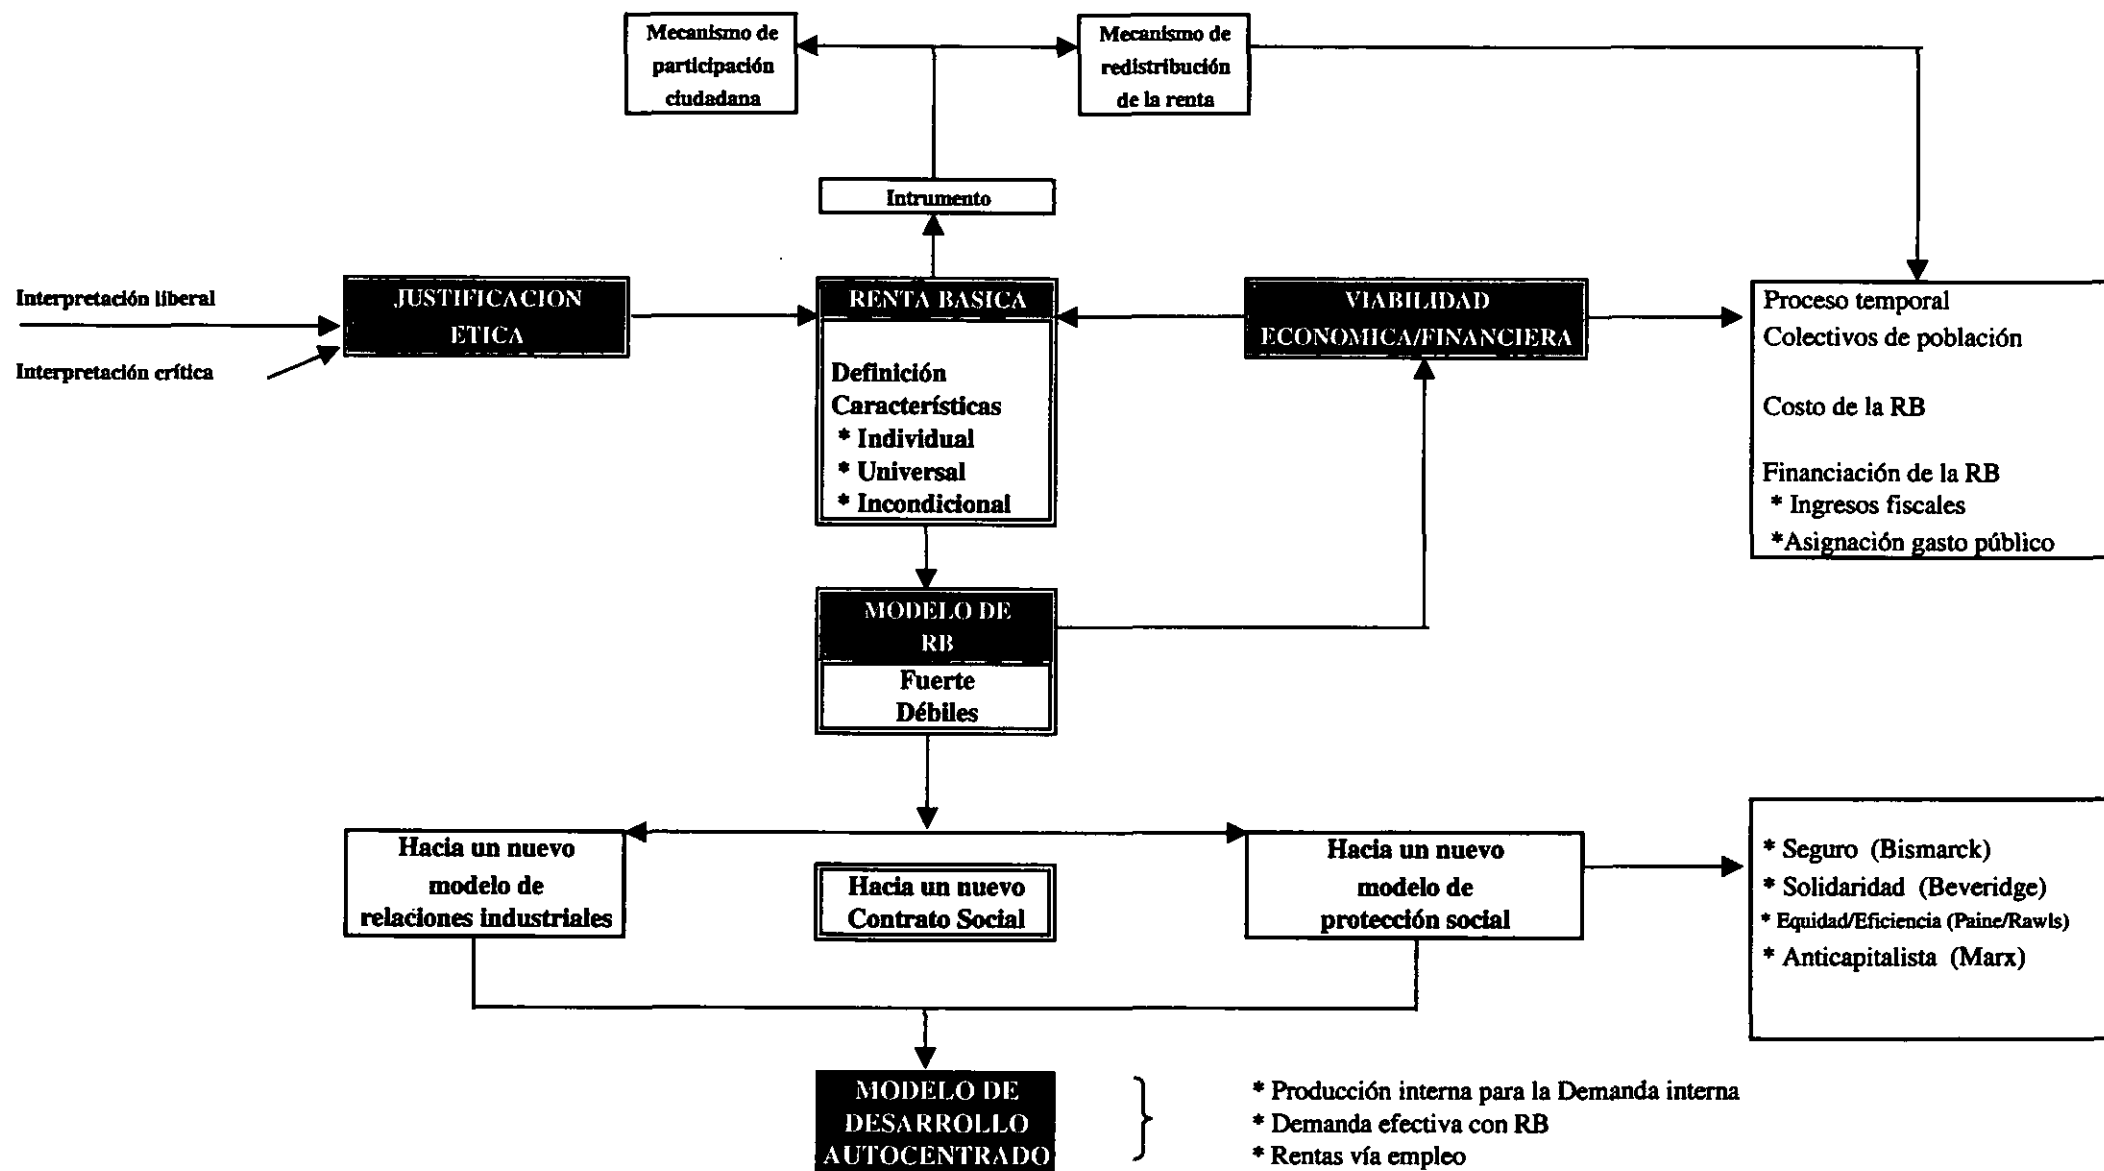 Mecanismo de
participación
ciudadana
Mecanismo de
redistribución
de la renta
Intrumento
Interpretación liberal
Interpretación crítica
JUSTIFICACION
ETICA
RENTA BASICA
Definición
Características
* Individual
* Universal
* Incondicional
VIABILIDAD
ECONOMICA/FINANCIERA
Proceso temporal
Colectivos de población
Costo de la RB
Financiación de la RB
* Ingresos fiscales
*Asignación gasto público
MODELO DE
RB
Fuerte
Débiles
Hacia un nuevo
modelo de
relaciones industriales
Hacia un nuevo
Contrato Social
Hacia un nuevo
modelo de
protección social
* Seguro (Bismarck)
* Solidaridad (Beveridge)
* Equidad/Eficiencia (Paine/Rawls)
* Anticapitalista (Marx)
MODELO DE
DESARROLLO
AUTOCENTRADO
* Producción interna para la Demanda interna
* Demanda efectiva con RB
* Rentas vía empleo